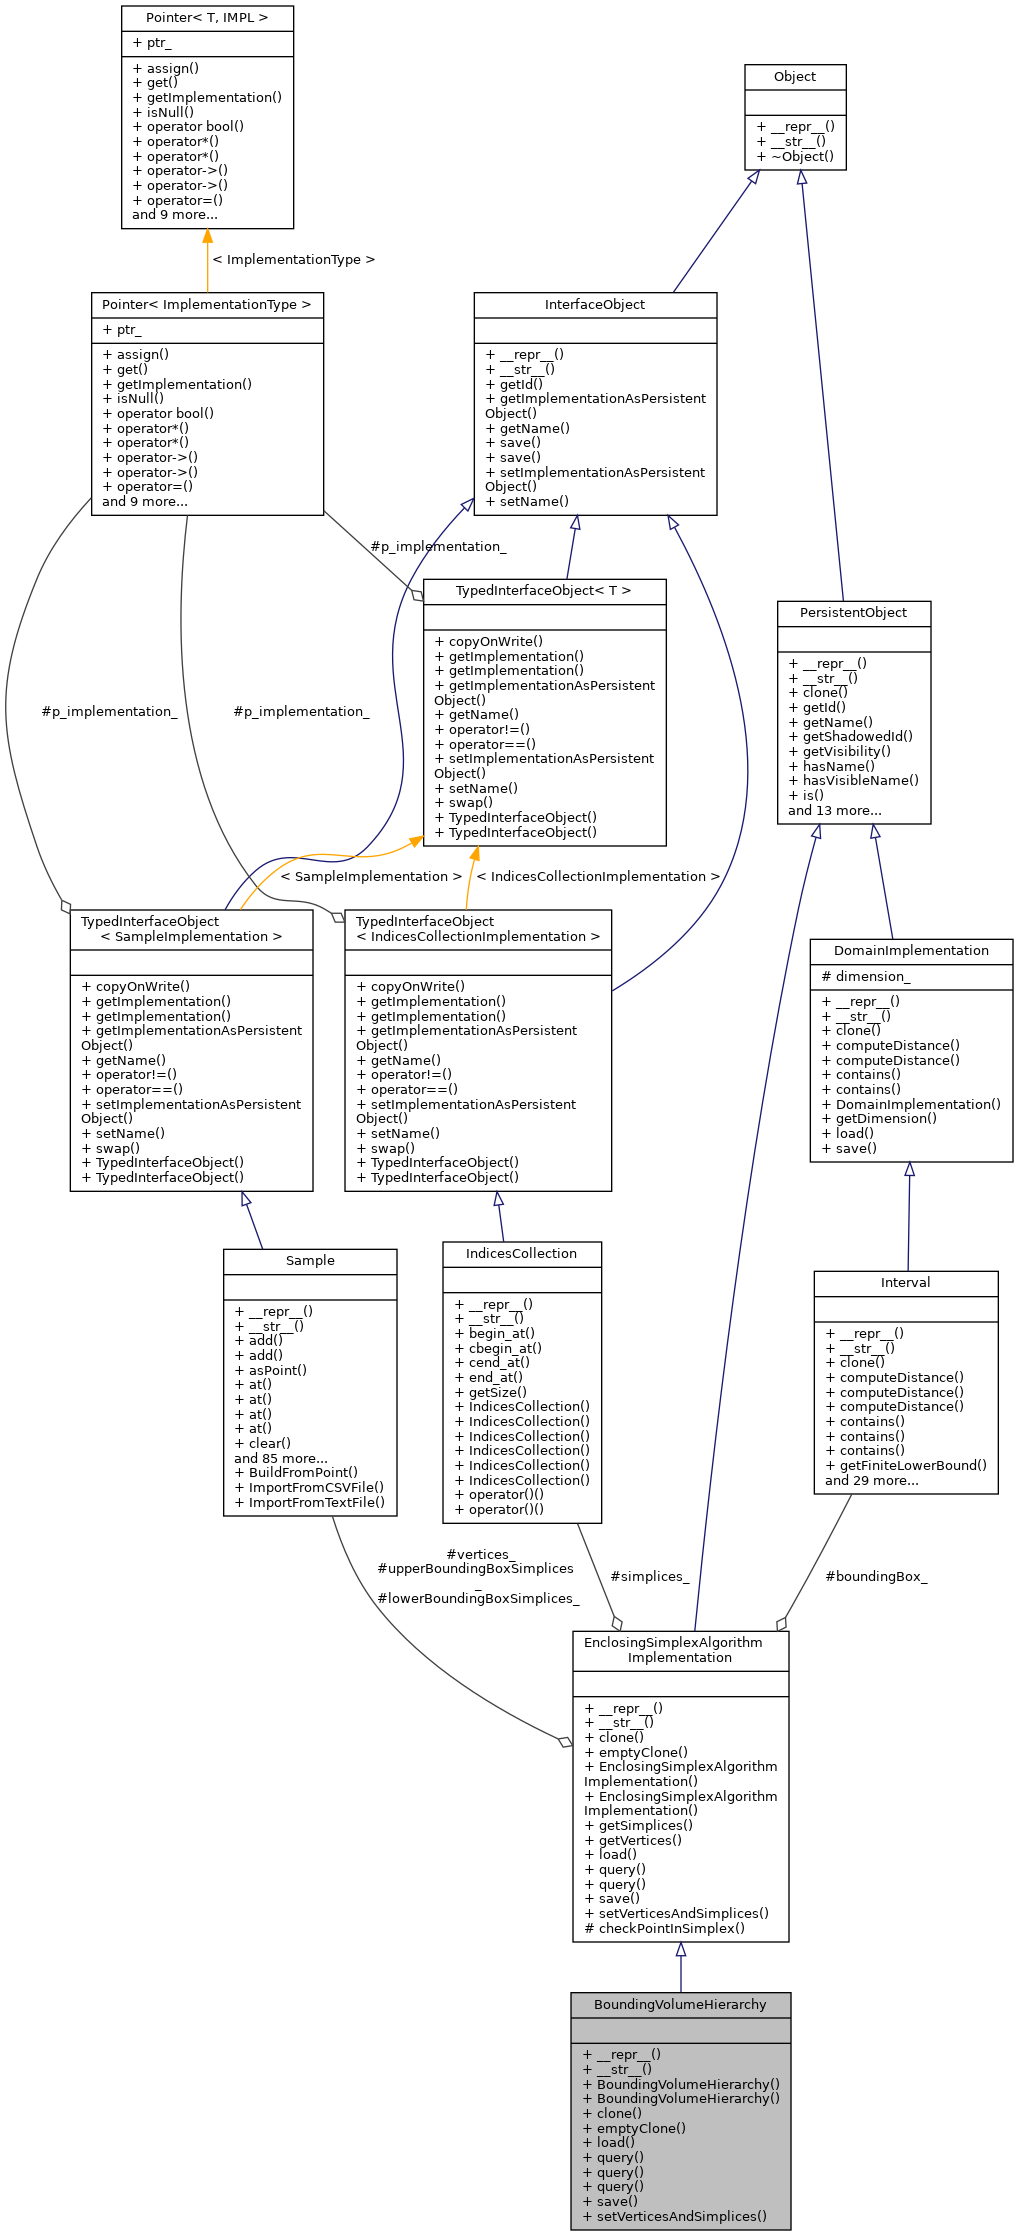 Pointer< T, IMPL >
+ ptr_
+ assign()
+ get()
+ getImplementation()
+ isNull()
+ operator bool()
+ operator*()
+ operator*()
+ operator->()
+ operator->()
+ operator=()
and 9 more...
Object
+ __repr__()
+ __str__()
+ ~Object()
< ImplementationType >
Pointer< ImplementationType >
+ ptr_
+ assign()
+ get()
+ getImplementation()
+ isNull()
+ operator bool()
+ operator*()
+ operator*()
+ operator->()
+ operator->()
+ operator=()
and 9 more...
InterfaceObject
+ __repr__()
+ __str__()
+ getId()
+ getImplementationAsPersistent
Object()
+ getName()
+ save()
+ save()
+ setImplementationAsPersistent
Object()
+ setName()
#p_implementation_
TypedInterfaceObject< T >
+ copyOnWrite()
+ getImplementation()
+ getImplementation()
+ getImplementationAsPersistent
Object()
+ getName()
+ operator!=()
+ operator==()
+ setImplementationAsPersistent
Object()
+ setName()
+ swap()
+ TypedInterfaceObject()
+ TypedInterfaceObject()
PersistentObject
+ __repr__()
+ __str__()
+ clone()
+ getId()
+ getName()
+ getShadowedId()
+ getVisibility()
+ hasName()
+ hasVisibleName()
+ is()
and 13 more...
#p_implementation_
#p_implementation_
< SampleImplementation >
< IndicesCollectionImplementation >
TypedInterfaceObject
< SampleImplementation >
+ copyOnWrite()
+ getImplementation()
+ getImplementation()
+ getImplementationAsPersistent
Object()
+ getName()
+ operator!=()
+ operator==()
+ setImplementationAsPersistent
Object()
+ setName()
+ swap()
+ TypedInterfaceObject()
+ TypedInterfaceObject()
TypedInterfaceObject
< IndicesCollectionImplementation >
+ copyOnWrite()
+ getImplementation()
+ getImplementation()
+ getImplementationAsPersistent
Object()
+ getName()
+ operator!=()
+ operator==()
+ setImplementationAsPersistent
Object()
+ setName()
+ swap()
+ TypedInterfaceObject()
+ TypedInterfaceObject()
DomainImplementation
# dimension_
+ __repr__()
+ __str__()
+ clone()
+ computeDistance()
+ computeDistance()
+ contains()
+ contains()
+ DomainImplementation()
+ getDimension()
+ load()
+ save()
Sample
+ __repr__()
+ __str__()
+ add()
+ add()
+ asPoint()
+ at()
+ at()
+ at()
+ at()
+ clear()
and 85 more...
+ BuildFromPoint()
+ ImportFromCSVFile()
+ ImportFromTextFile()
IndicesCollection
+ __repr__()
+ __str__()
+ begin_at()
+ cbegin_at()
+ cend_at()
+ end_at()
+ getSize()
+ IndicesCollection()
+ IndicesCollection()
+ IndicesCollection()
+ IndicesCollection()
+ IndicesCollection()
+ IndicesCollection()
+ operator()()
+ operator()()
Interval
+ __repr__()
+ __str__()
+ clone()
+ computeDistance()
+ computeDistance()
+ computeDistance()
+ contains()
+ contains()
+ contains()
+ getFiniteLowerBound()
and 29 more...
#vertices_
#upperBoundingBoxSimplices
_
#lowerBoundingBoxSimplices_
#simplices_
#boundingBox_
EnclosingSimplexAlgorithm
Implementation
+ __repr__()
+ __str__()
+ clone()
+ emptyClone()
+ EnclosingSimplexAlgorithm
Implementation()
+ EnclosingSimplexAlgorithm
Implementation()
+ getSimplices()
+ getVertices()
+ load()
+ query()
+ query()
+ save()
+ setVerticesAndSimplices()
# checkPointInSimplex()
BoundingVolumeHierarchy
+ __repr__()
+ __str__()
+ BoundingVolumeHierarchy()
+ BoundingVolumeHierarchy()
+ clone()
+ emptyClone()
+ load()
+ query()
+ query()
+ query()
+ save()
+ setVerticesAndSimplices()